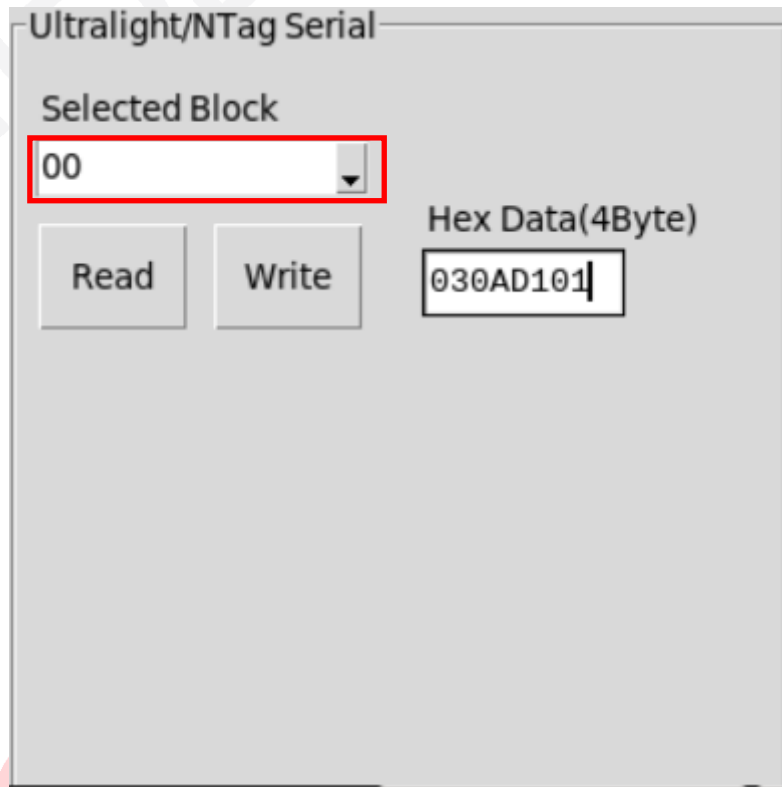 Ultralight/NTag Serial
Selected Block
00
Hex Data(4Byte)
Read
Write
030AD101